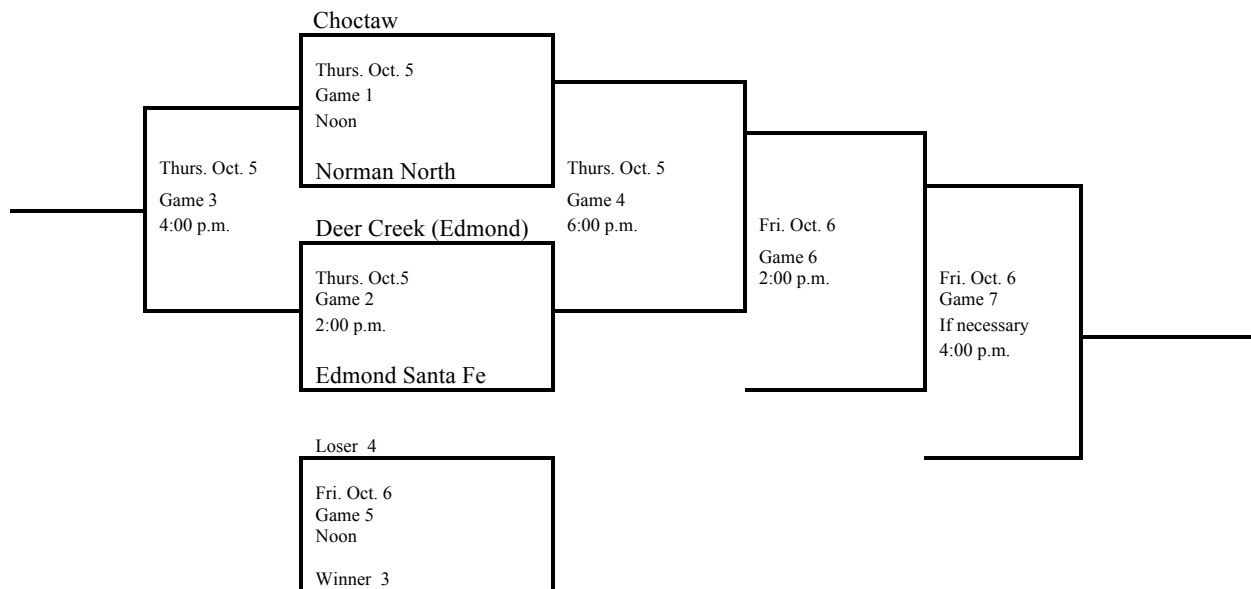 Choctaw
Thurs. Oct. 5
Game 1
Noon
Norman North
Thurs. Oct. 5
Game 3
4:00 p.m.
Thurs. Oct. 5
Game 4
6:00 p.m.
Deer Creek (Edmond)
Thurs. Oct.5
Game 2
2:00 p.m.
Edmond Santa Fe
Fri. Oct. 6
Game 6
2:00 p.m.
Fri. Oct. 6
Game 7
If necessary
4:00 p.m.
Loser 4
Fri. Oct. 6
Game 5
Noon
Winner 3